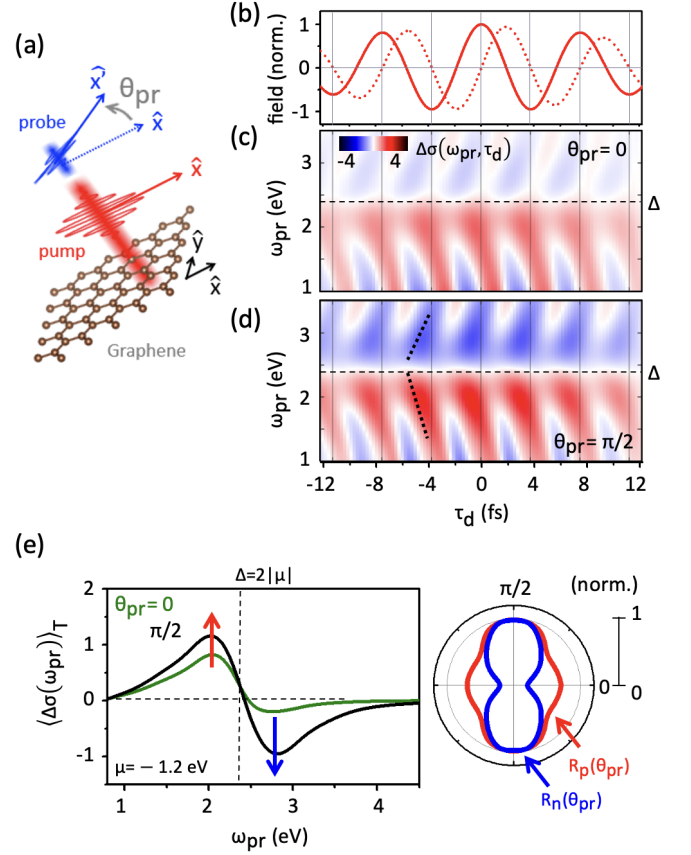 (a)
x̂'
θpr
probe
x̂
x̂
pump
ŷ
x̂
Graphene
(b)
field (norm.)
1
0
-1
(c)
-4 4 Δσ(ωpr,τd)
θpr= 0
ωpr (eV)
3
2
1
Δ
(d)
ωpr (eV)
3
2
1
Δ
θpr= π/2
-12 -8 -4 0 4 8 12
τd (fs)
(e)
Δ=2|μ|
⟨Δσ(ωpr)⟩T
2
1
0
-1
θpr= 0
π/2
μ= − 1.2 eV
1 2 3 4
ωpr (eV)
π/2
(norm.)
1
0 0
Rp(θpr)
Rn(θpr)